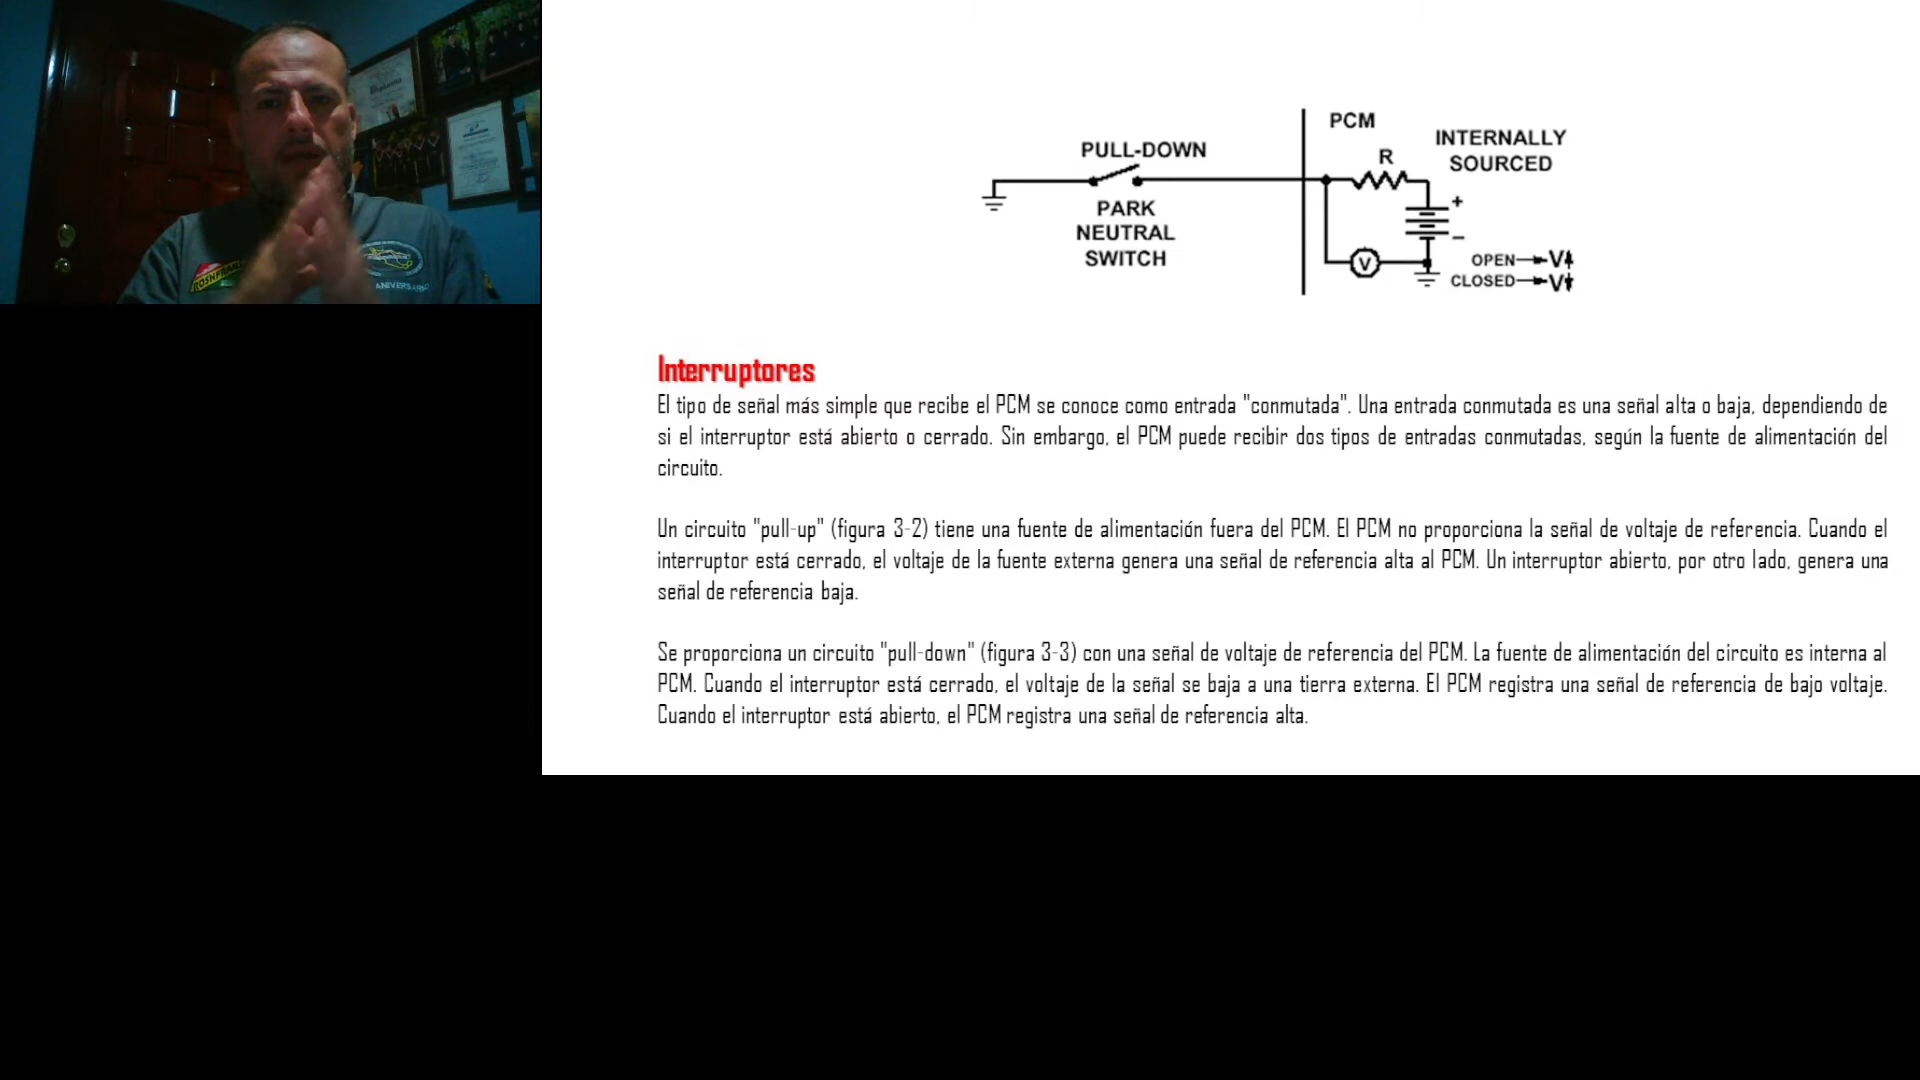 Diploma
ANIVERSARIO
PCM
INTERNALLY
SOURCED
PULL-DOWN
R
+
PARK
NEUTRAL
SWITCH
V
−
OPEN V
CLOSED V
Interruptores
El tipo de señal más simple que recibe el PCM se conoce como entrada "conmutada". Una entrada conmutada es una señal alta o baja, dependiendo de
si el interruptor está abierto o cerrado. Sin embargo, el PCM puede recibir dos tipos de entradas conmutadas, según la fuente de alimentación del
circuito.
Un circuito "pull-up" (figura 3-2) tiene una fuente de alimentación fuera del PCM. El PCM no proporciona la señal de voltaje de referencia. Cuando el
interruptor está cerrado, el voltaje de la fuente externa genera una señal de referencia alta al PCM. Un interruptor abierto, por otro lado, genera una
señal de referencia baja.
Se proporciona un circuito "pull-down" (figura 3-3) con una señal de voltaje de referencia del PCM. La fuente de alimentación del circuito es interna al
PCM. Cuando el interruptor está cerrado, el voltaje de la señal se baja a una tierra externa. El PCM registra una señal de referencia de bajo voltaje.
Cuando el interruptor está abierto, el PCM registra una señal de referencia alta.